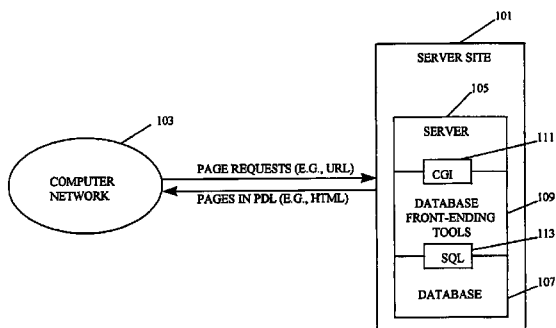 101
SERVER SITE
105
103
SERVER
111
PAGE REQUESTS (E.G., URL)
CGI
COMPUTER
NETWORK
PAGES IN PDL (E.G., HTML)
DATABASE
FRONT-ENDING
TOOLS
109
113
SQL
107
DATABASE